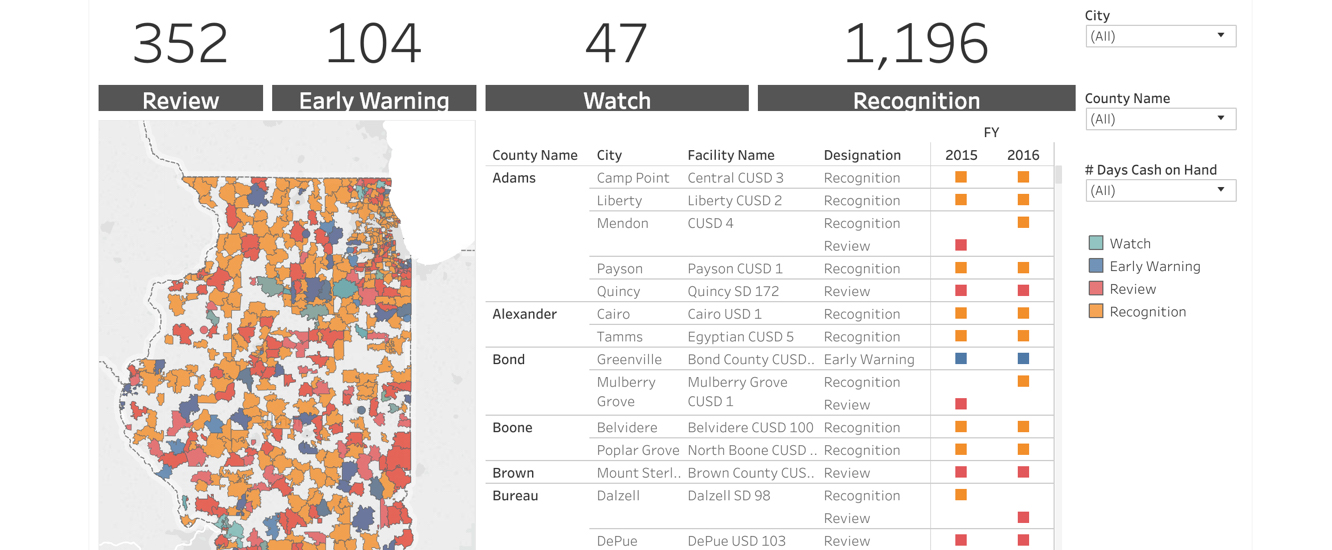 352 104 47 1,196
Review Early Warning Watch Recognition
City
(All)
County Name
(All)
# Days Cash on Hand
(All)
Watch
Early Warning
Review
Recognition
FY
County Name City Facility Name Designation 2015 2016
Adams Camp Point Central CUSD 3 Recognition
Liberty Liberty CUSD 2 Recognition
Mendon CUSD 4 Recognition
Review
Payson Payson CUSD 1 Recognition
Quincy Quincy SD 172 Review
Alexander Cairo Cairo USD 1 Recognition
Tamms Egyptian CUSD 5 Recognition
Bond Greenville Bond County CUSD.. Early Warning
Mulberry Mulberry Grove Recognition
Grove CUSD 1 Review
Boone Belvidere Belvidere CUSD 100 Recognition
Poplar Grove North Boone CUSD .. Recognition
Brown Mount Sterl.. Brown County CUS.. Review
Bureau Dalzell Dalzell SD 98 Recognition
Review
DePue DePue USD 103 Review